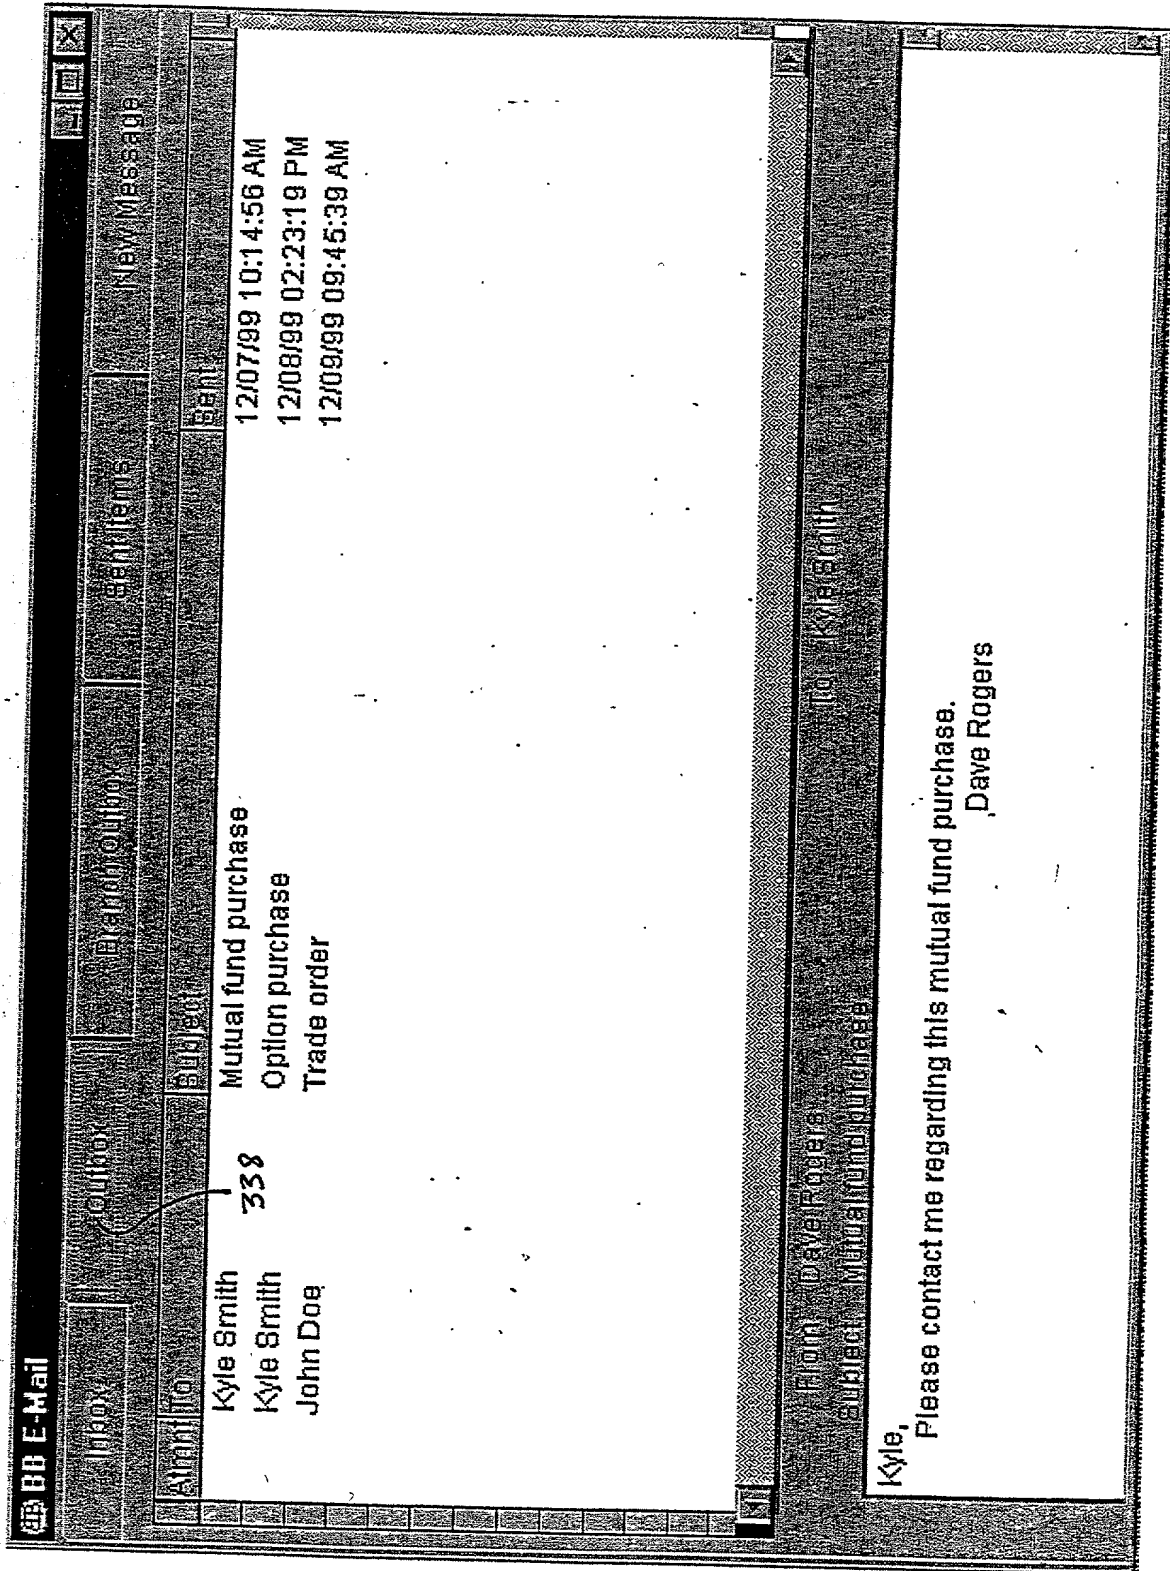 BB E-Mail
Inbox Outbox Branch Outbox Sent Items New Message
Atmnt To Subject Sent
Kyle Smith Mutual fund purchase 12/07/99 10:14:56 AM
Kyle Smith Option purchase 12/08/99 02:23:19 PM
John Doe Trade order 12/09/99 09:45:39 AM
338
From Dave Rogers To Kyle Smith
Subject Mutual fund purchase
Kyle,
Please contact me regarding this mutual fund purchase.
Dave Rogers